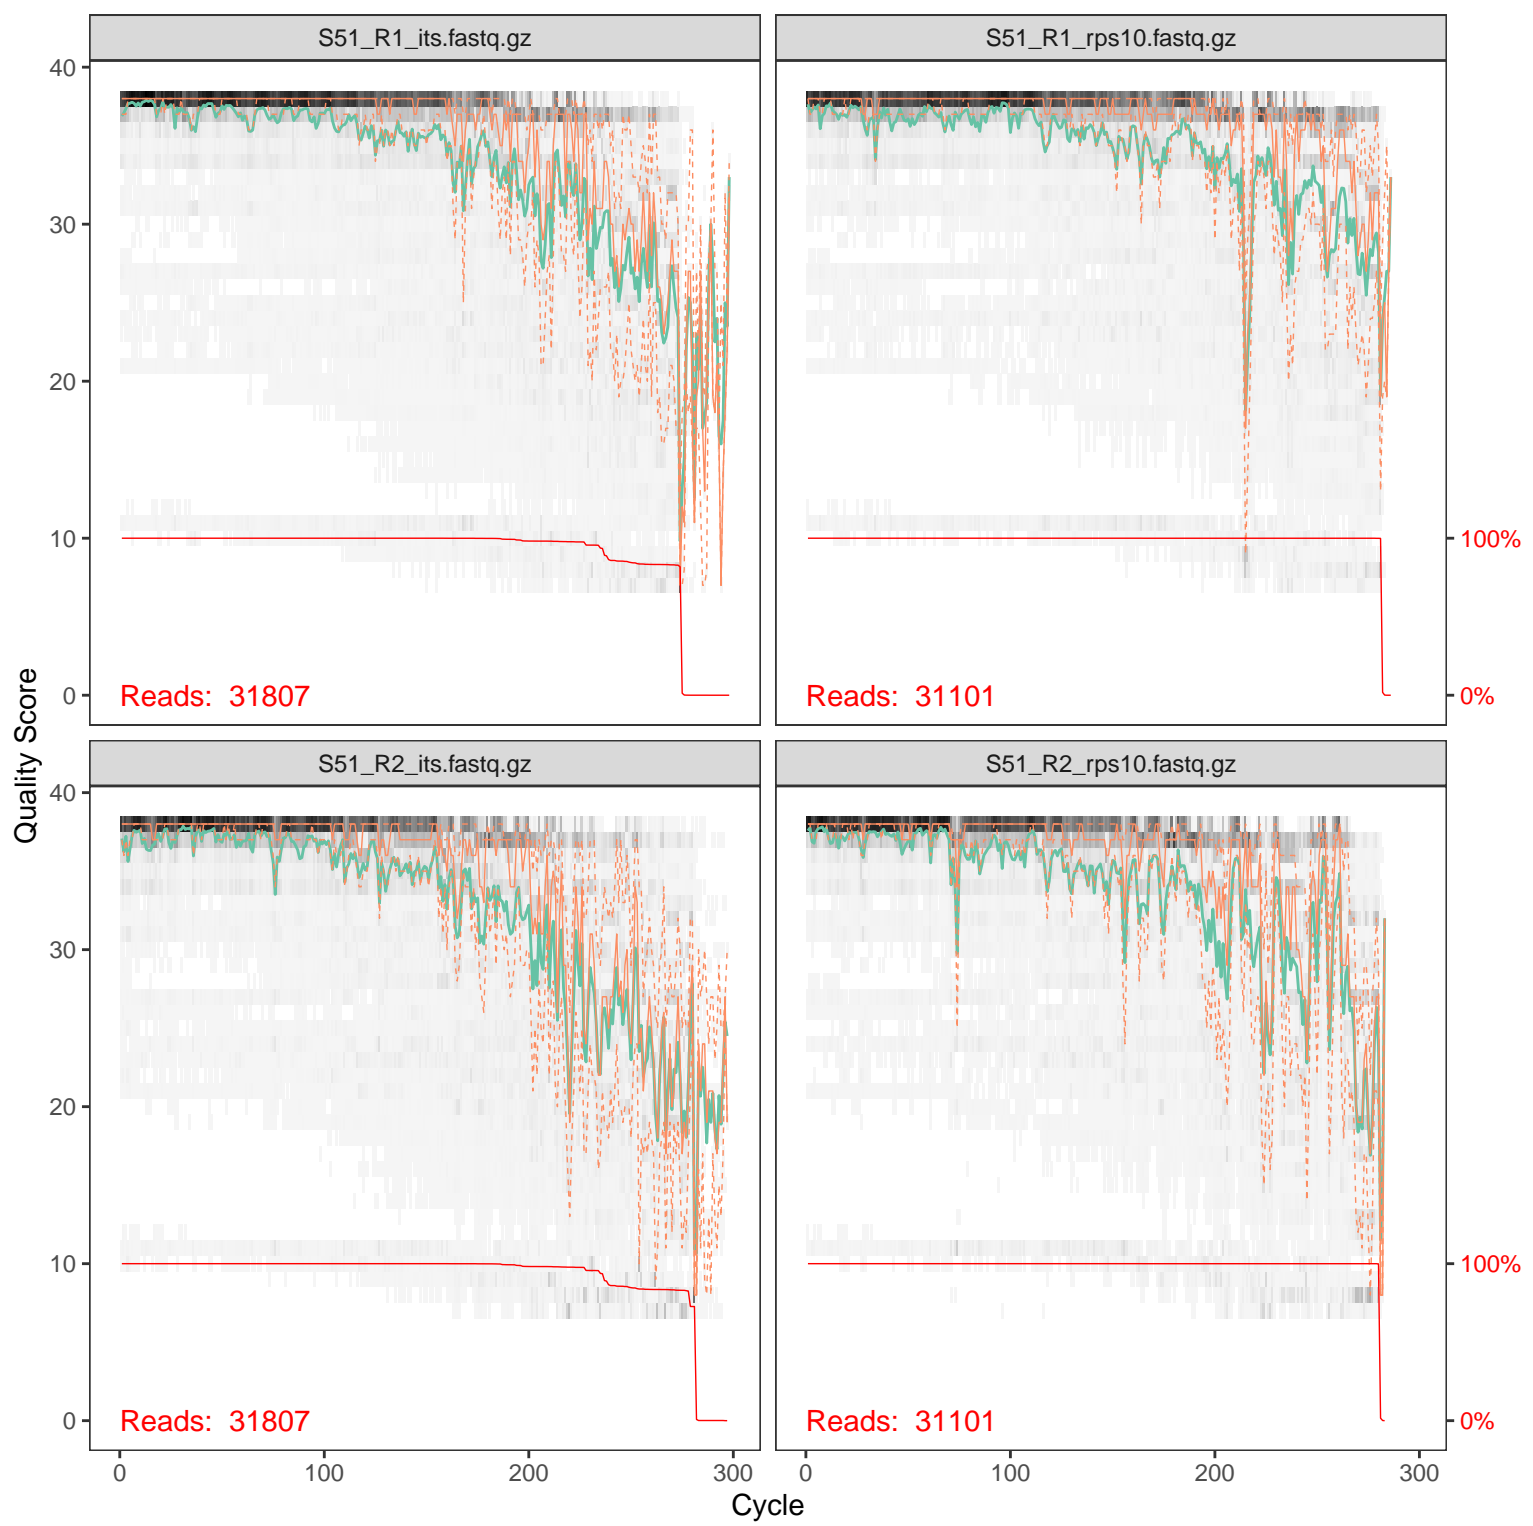 S51_R1_its.fastq.gz
S51_R1_rps10.fastq.gz
40
30
20
10
0
100%
0%
Reads: 31807
Reads: 31101
Quality Score
S51_R2_its.fastq.gz
S51_R2_rps10.fastq.gz
40
30
20
10
0
100%
0%
Reads: 31807
Reads: 31101
0
100
200
300
0
100
200
300
Cycle